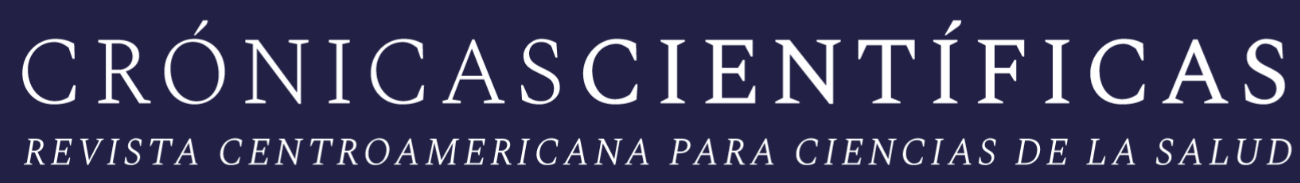 CRÓNICASCIENTÍFICAS
REVISTA CENTROAMERICANA PARA CIENCIAS DE LA SALUD